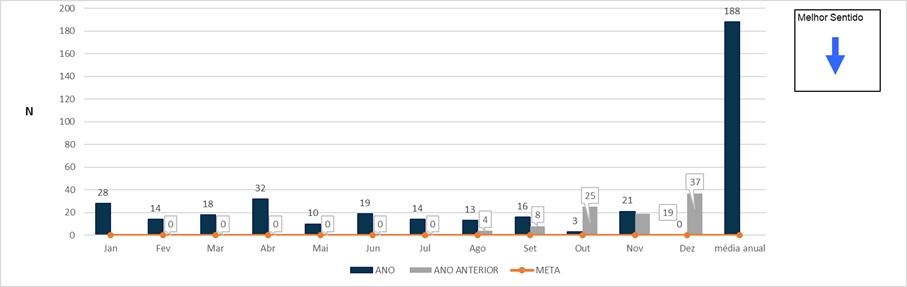 200
180
160
140
120
100
80
60
40
20
0
N
28
14
0
18
0
32
0
10
0
19
0
14
0
13
4
16
8
3
25
21
19
0
37
188
Jan
Fev
Mar
Abr
Mai
Jun
Jul
Ago
Set
Out
Nov
Dez
média anual
ANO
ANO ANTERIOR
META
Melhor Sentido